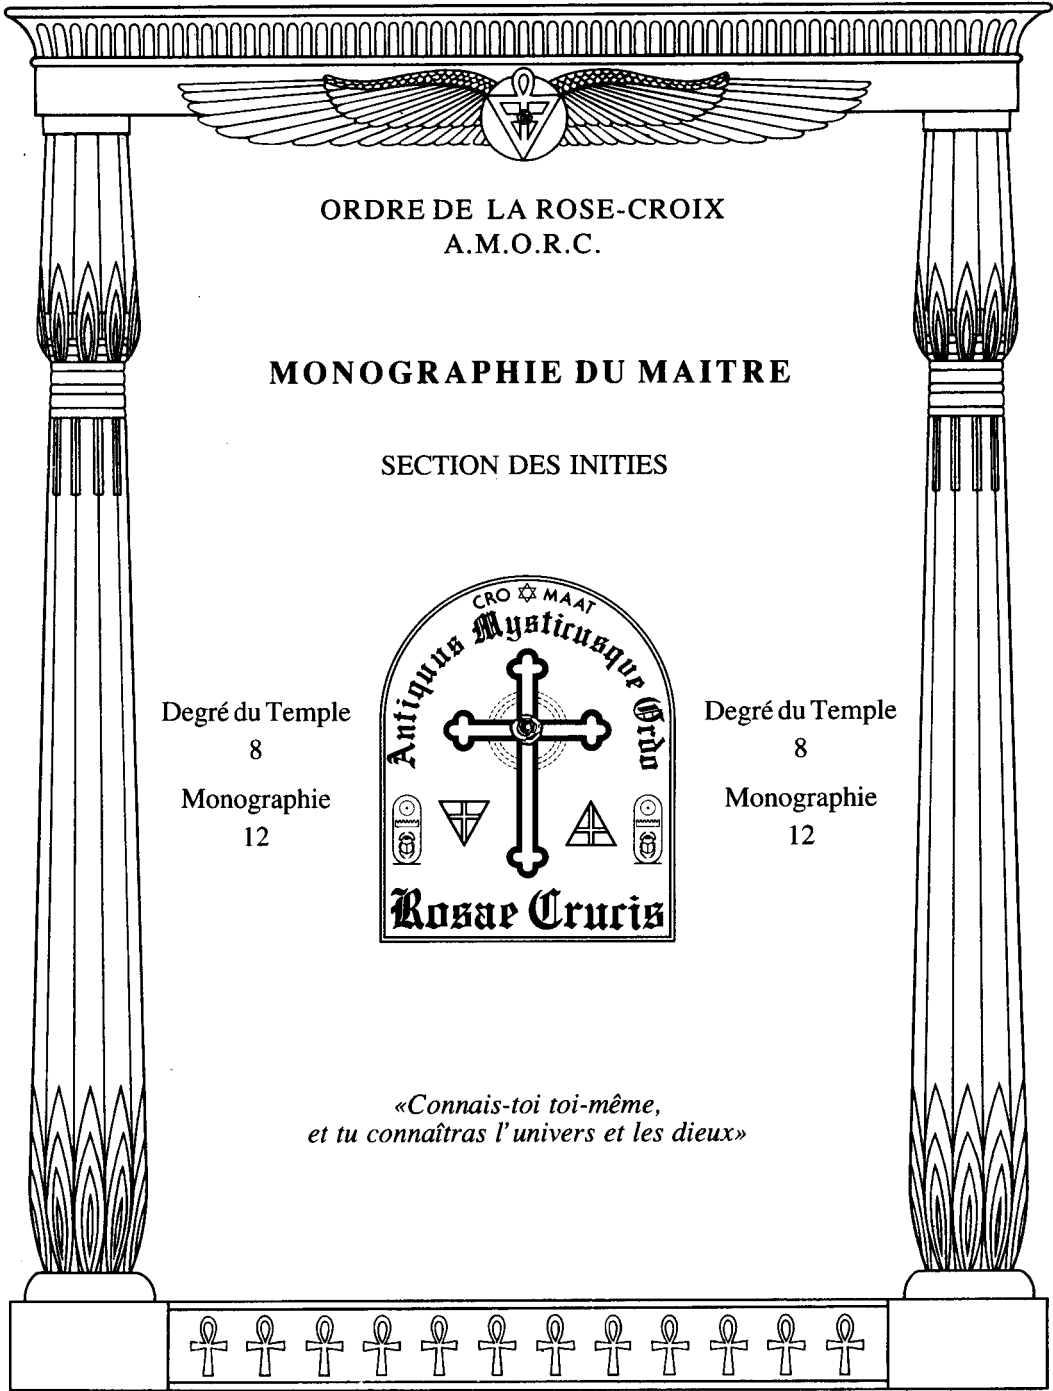 ORDRE DE LA ROSE-CROIX
A.M.O.R.C.
MONOGRAPHIE DU MAITRE
SECTION DES INITIES
CRO MAAT
Antiquus Mysticusque Ordo
Degré du Temple
8
Monographie
12
Degré du Temple
8
Monographie
12
Rosae Crucis
«Connais-toi toi-même,
et tu connaîtras l'univers et les dieux»